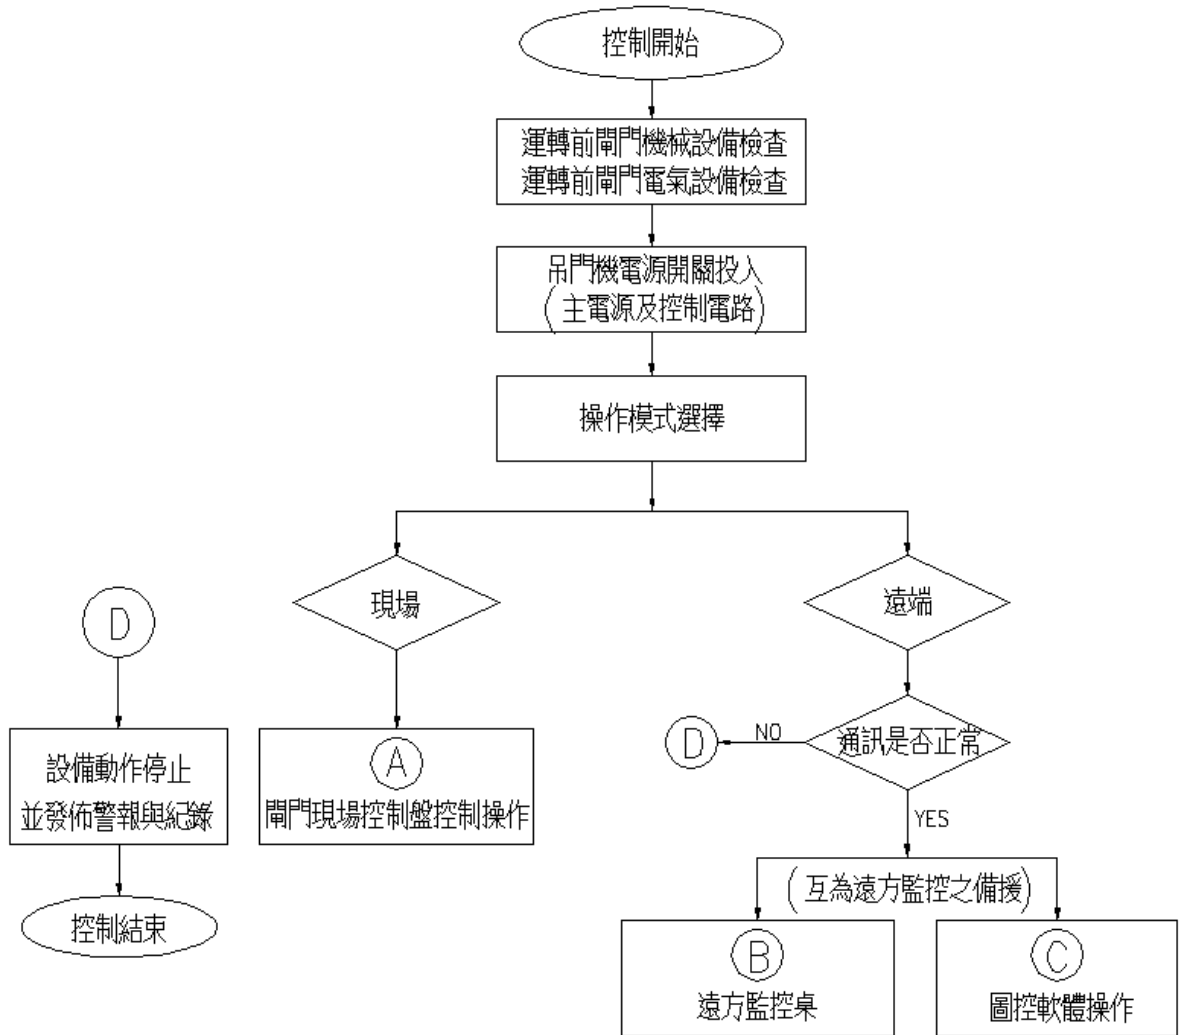 控制開始
運轉前閘門機械設備檢查
運轉前閘門電氣設備檢查
吊門機電源開關投入
(主電源及控制電路)
操作模式選擇
現場
遠端
D
通訊是否正常
NO
D
YES
設備動作停止
並發佈警報與紀錄
A
閘門現場控制盤控制操作
(互為遠方監控之備援)
控制結束
B
遠方監控桌
C
圖控軟體操作